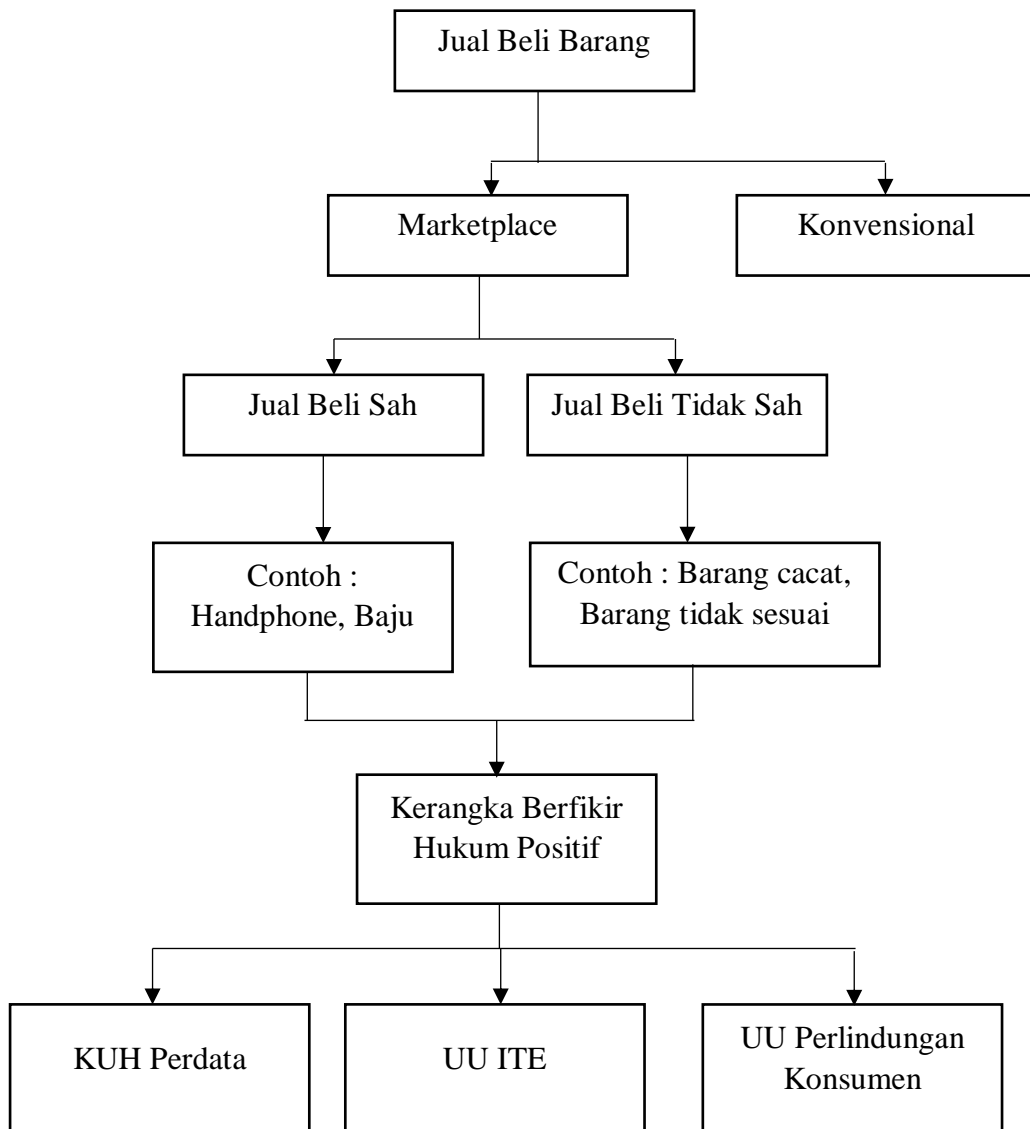 Jual Beli Barang
Marketplace
Konvensional
Jual Beli Sah
Jual Beli Tidak Sah
Contoh :
Handphone, Baju
Contoh : Barang cacat,
Barang tidak sesuai
Kerangka Berfikir
Hukum Positif
KUH Perdata
UU ITE
UU Perlindungan
Konsumen